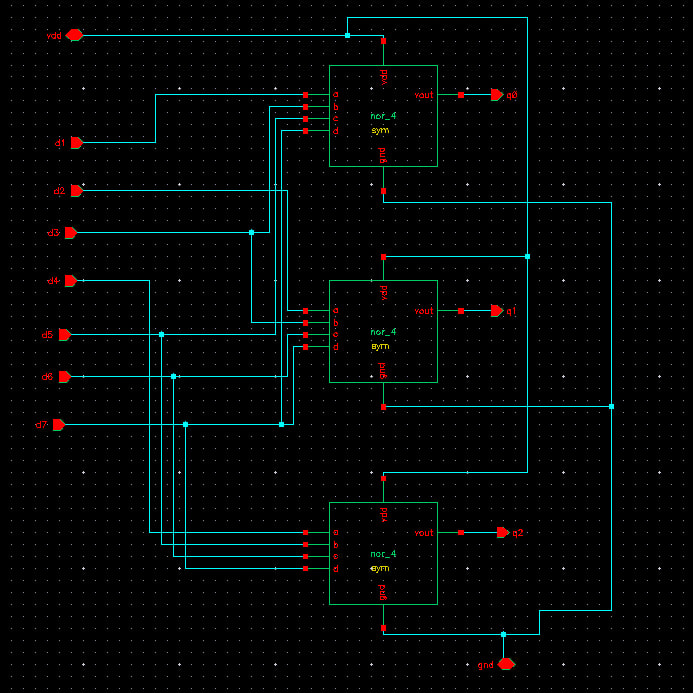 vdd
vdd
a
vout
q0
b
nor_4
c
sym
d
d1
gnd
d2
d3
d4
vdd
a
vout
q1
b
nor_4
d5
c
sym
d
d6
gnd
d7
vdd
a
vout
q2
b
nor_4
c
sym
d
gnd
gnd